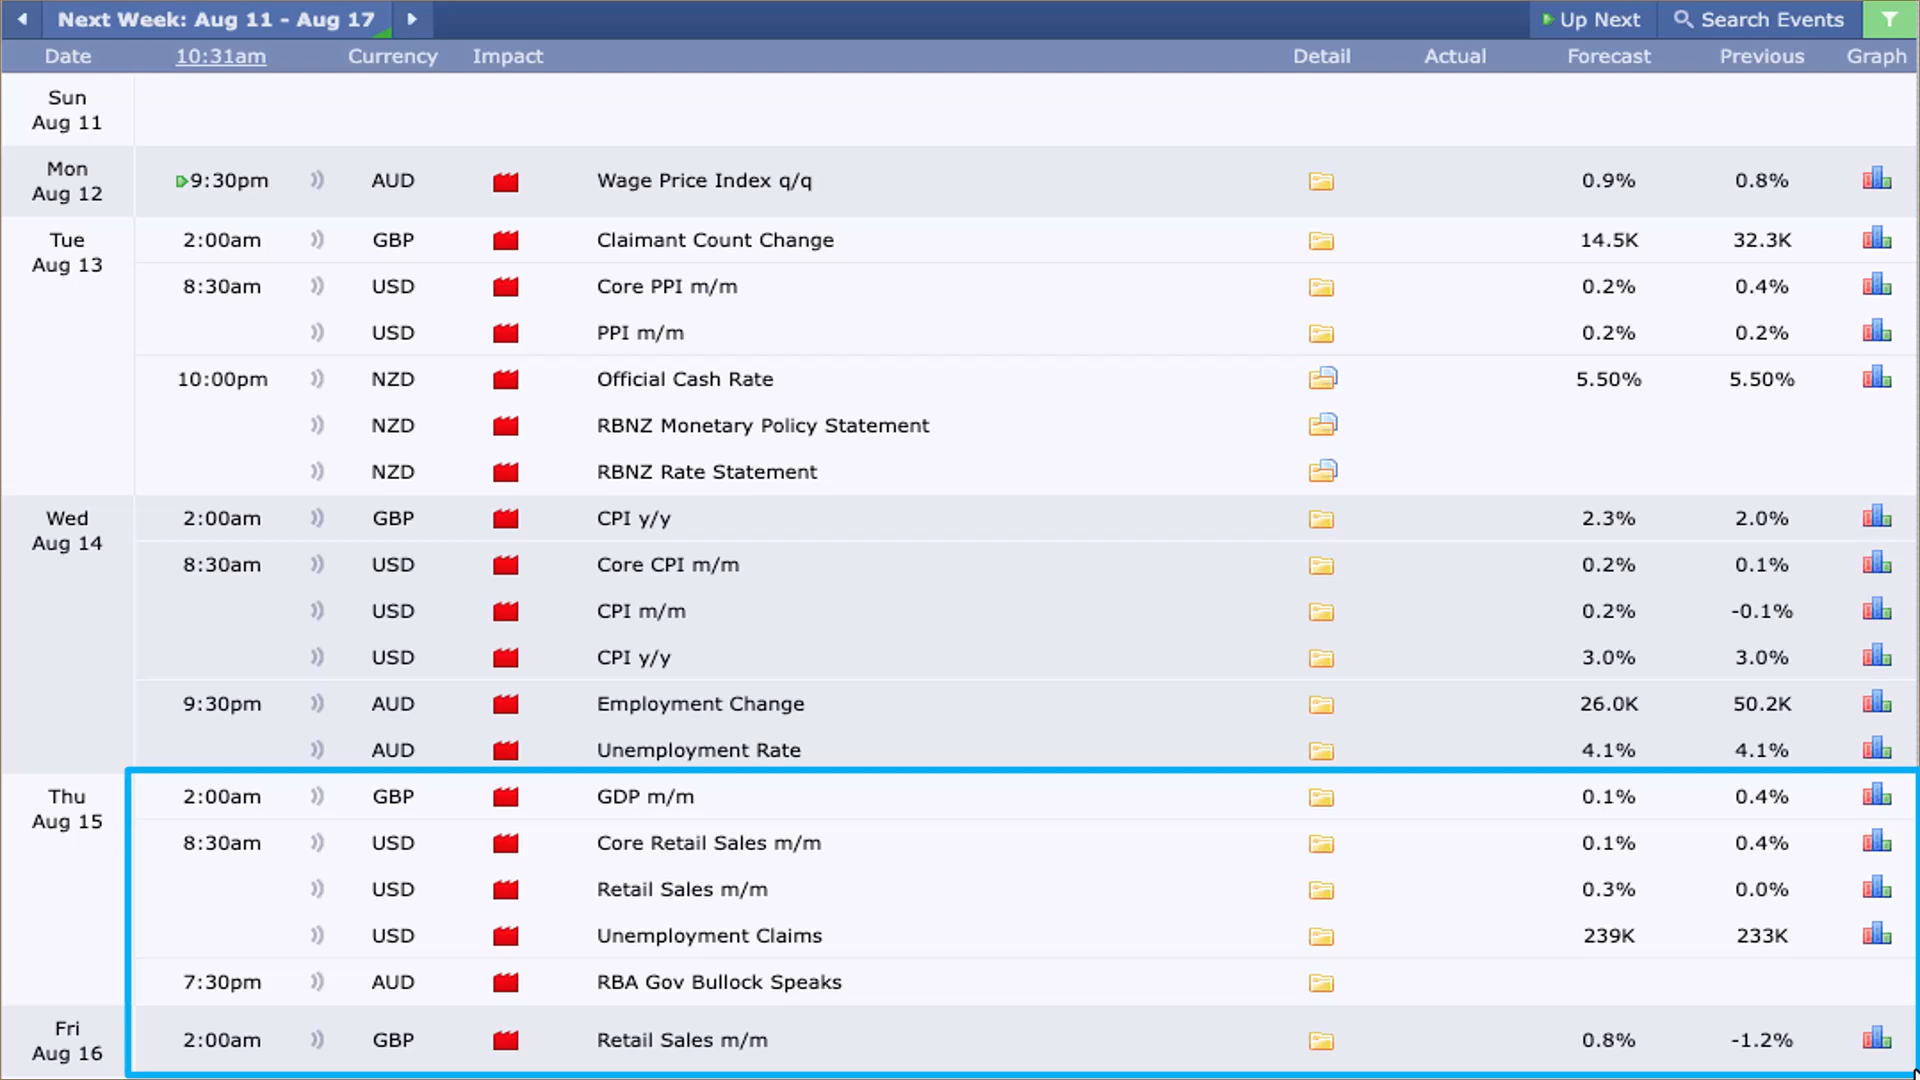 Next Week: Aug 11 - Aug 17 Up Next Search Events
Date 10:31am Currency Impact Detail Actual Forecast Previous Graph
Sun
Aug 11
Mon
Aug 12
9:30pm AUD Wage Price Index q/q 0.9% 0.8%
Tue
Aug 13
2:00am GBP Claimant Count Change 14.5K 32.3K
8:30am USD Core PPI m/m 0.2% 0.4%
USD PPI m/m 0.2% 0.2%
10:00pm NZD Official Cash Rate 5.50% 5.50%
NZD RBNZ Monetary Policy Statement
NZD RBNZ Rate Statement
Wed
Aug 14
2:00am GBP CPI y/y 2.3% 2.0%
8:30am USD Core CPI m/m 0.2% 0.1%
USD CPI m/m 0.2% -0.1%
USD CPI y/y 3.0% 3.0%
9:30pm AUD Employment Change 26.0K 50.2K
AUD Unemployment Rate 4.1% 4.1%
Thu
Aug 15
2:00am GBP GDP m/m 0.1% 0.4%
8:30am USD Core Retail Sales m/m 0.1% 0.4%
USD Retail Sales m/m 0.3% 0.0%
USD Unemployment Claims 239K 233K
7:30pm AUD RBA Gov Bullock Speaks
Fri
Aug 16
2:00am GBP Retail Sales m/m 0.8% -1.2%